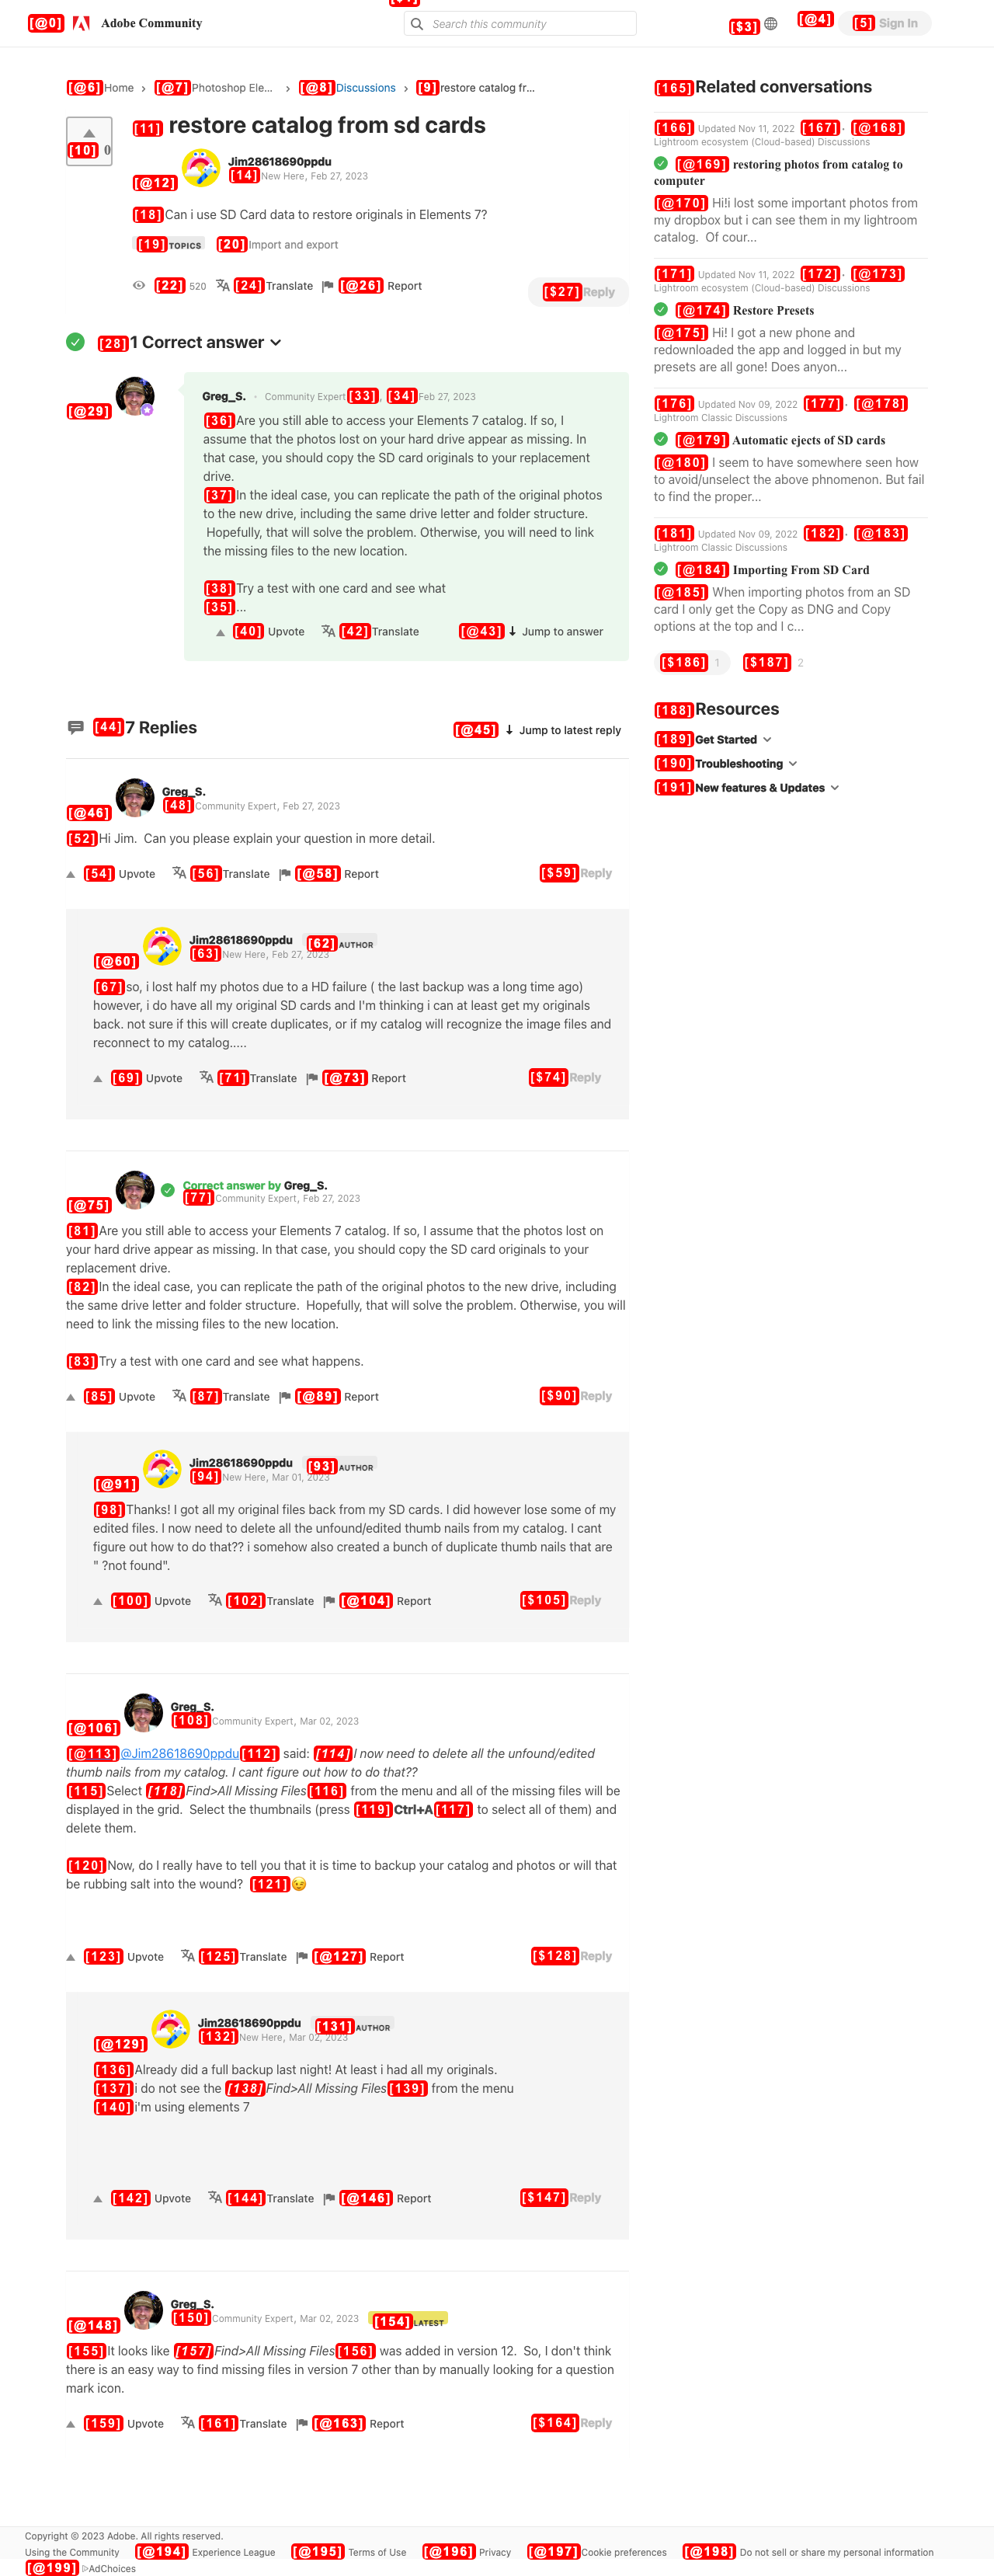 [@0] Adobe Community
Search this community
[$3] [@4] [5] Sign In
[@6]Home › [@7]Photoshop Ele... › [@8]Discussions › [9]restore catalog fr...
[10] 0
[11] restore catalog from sd cards
[@12] Jim28618690ppdu
[14]New Here, Feb 27, 2023
[18]Can i use SD Card data to restore originals in Elements 7?
[19]TOPICS [20]Import and export
[22] 520 [24]Translate [@26] Report [$27]Reply
[28]1 Correct answer
[@29] Greg_S. • Community Expert[33], [34]Feb 27, 2023
[36]Are you still able to access your Elements 7 catalog. If so, I
assume that the photos lost on your hard drive appear as missing. In
that case, you should copy the SD card originals to your replacement
drive.
[37]In the ideal case, you can replicate the path of the original photos
to the new drive, including the same drive letter and folder structure.
Hopefully, that will solve the problem. Otherwise, you will need to link
the missing files to the new location.
[38]Try a test with one card and see what
[35]...
[40] Upvote [42]Translate [@43] Jump to answer
[44]7 Replies [@45] Jump to latest reply
[@46] Greg_S.
[48]Community Expert, Feb 27, 2023
[52]Hi Jim.  Can you please explain your question in more detail.
[54] Upvote [56]Translate [@58] Report [$59]Reply
[@60] Jim28618690ppdu [62]AUTHOR
[63]New Here, Feb 27, 2023
[67]so, i lost half my photos due to a HD failure ( the last backup was a long time ago)
however, i do have all my original SD cards and I'm thinking i can at least get my originals
back. not sure if this will create duplicates, or if my catalog will recognize the image files and
reconnect to my catalog.....
[69] Upvote [71]Translate [@73] Report [$74]Reply
[@75] Correct answer by Greg_S.
[77]Community Expert, Feb 27, 2023
[81]Are you still able to access your Elements 7 catalog. If so, I assume that the photos lost on
your hard drive appear as missing. In that case, you should copy the SD card originals to your
replacement drive.
[82]In the ideal case, you can replicate the path of the original photos to the new drive, including
the same drive letter and folder structure.  Hopefully, that will solve the problem. Otherwise, you will
need to link the missing files to the new location.
[83]Try a test with one card and see what happens.
[85] Upvote [87]Translate [@89] Report [$90]Reply
[@91] Jim28618690ppdu [93]AUTHOR
[94]New Here, Mar 01, 2023
[98]Thanks! I got all my original files back from my SD cards. I did however lose some of my
edited files. I now need to delete all the unfound/edited thumb nails from my catalog. I cant
figure out how to do that?? i somehow also created a bunch of duplicate thumb nails that are
" ?not found".
[100] Upvote [102]Translate [@104] Report [$105]Reply
[@106] Greg_S.
[108]Community Expert, Mar 02, 2023
[@113]@Jim28618690ppdu[112] said: [114]I now need to delete all the unfound/edited
thumb nails from my catalog. I cant figure out how to do that??
[115]Select [118]Find>All Missing Files[116] from the menu and all of the missing files will be
displayed in the grid.  Select the thumbnails (press [119]Ctrl+A[117] to select all of them) and
delete them.
[120]Now, do I really have to tell you that it is time to backup your catalog and photos or will that
be rubbing salt into the wound?  [121]😉
[123] Upvote [125]Translate [@127] Report [$128]Reply
[@129] Jim28618690ppdu [131]AUTHOR
[132]New Here, Mar 02, 2023
[136]Already did a full backup last night! At least i had all my originals.
[137]i do not see the [138]Find>All Missing Files[139] from the menu
[140]i'm using elements 7
[142] Upvote [144]Translate [@146] Report [$147]Reply
[@148] Greg_S.
[150]Community Expert, Mar 02, 2023 [154]LATEST
[155]It looks like [157]Find>All Missing Files[156] was added in version 12.  So, I don't think
there is an easy way to find missing files in version 7 other than by manually looking for a question
mark icon.
[159] Upvote [161]Translate [@163] Report [$164]Reply
[165]Related conversations
[166] Updated Nov 11, 2022 [167]· [@168]
Lightroom ecosystem (Cloud-based) Discussions
[@169] restoring photos from catalog to
computer
[@170] Hi!i lost some important photos from
my dropbox but i can see them in my lightroom
catalog.  Of cour...
[171] Updated Nov 11, 2022 [172]· [@173]
Lightroom ecosystem (Cloud-based) Discussions
[@174] Restore Presets
[@175] Hi! I got a new phone and
redownloaded the app and logged in but my
presets are all gone! Does anyon...
[176] Updated Nov 09, 2022 [177]· [@178]
Lightroom Classic Discussions
[@179] Automatic ejects of SD cards
[@180] I seem to have somewhere seen how
to avoid/unselect the above phnomenon. But fail
to find the proper...
[181] Updated Nov 09, 2022 [182]· [@183]
Lightroom Classic Discussions
[@184] Importing From SD Card
[@185] When importing photos from an SD
card I only get the Copy as DNG and Copy
options at the top and I c...
[$186] 1 [$187] 2
[188]Resources
[189]Get Started
[190]Troubleshooting
[191]New features & Updates
Copyright © 2023 Adobe. All rights reserved.
Using the Community [@194] Experience League [@195] Terms of Use [@196] Privacy [@197]Cookie preferences [@198] Do not sell or share my personal information
[@199] AdChoices